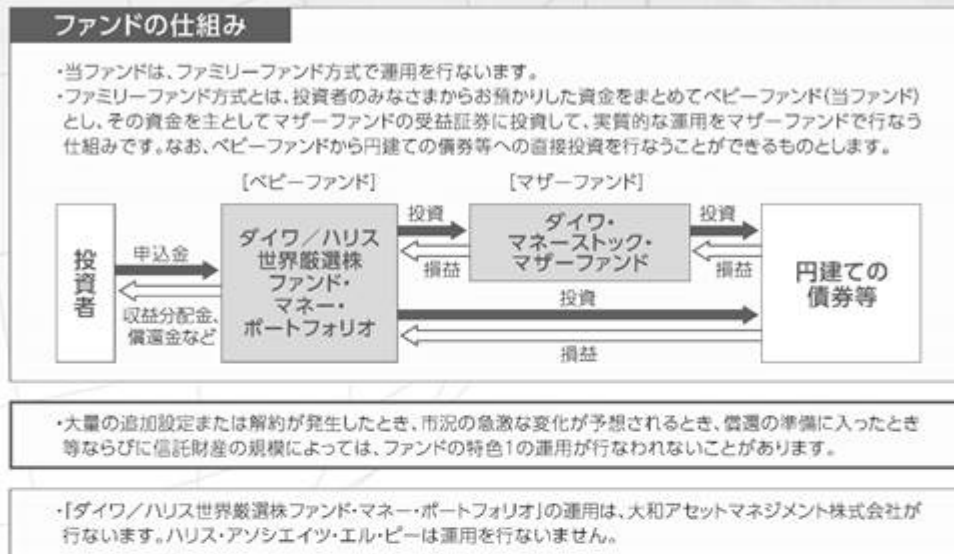 ファンドの仕組み
・当ファンドは、ファミリーファンド方式で運用を行ないます。
・ファミリーファンド方式とは、投資者のみなさまからお預かりした資金をまとめてベビーファンド(当ファンド)
とし、その資金を主としてマザーファンドの受益証券に投資して、実質的な運用をマザーファンドで行なう
仕組みです。なお、ベビーファンドから円建ての債券等への直接投資を行なうことができるものとします。
[ベビーファンド]
[マザーファンド]
投資者
申込金
収益分配金、
償還金など
ダイワ／ハリス
世界厳選株
ファンド・
マネー・
ポートフォリオ
投資
損益
ダイワ・
マネーストック・
マザーファンド
投資
損益
投資
損益
円建ての
債券等
・大量の追加設定または解約が発生したとき、市況の急激な変化が予想されるとき、償還の準備に入ったとき
等ならびに信託財産の規模によっては、ファンドの特色1の運用が行なわれないことがあります。
・「ダイワ／ハリス世界厳選株ファンド・マネー・ポートフォリオ」の運用は、大和アセットマネジメント株式会社が
行ないます。ハリス・アソシエイツ・エル・ピーは運用を行ないません。